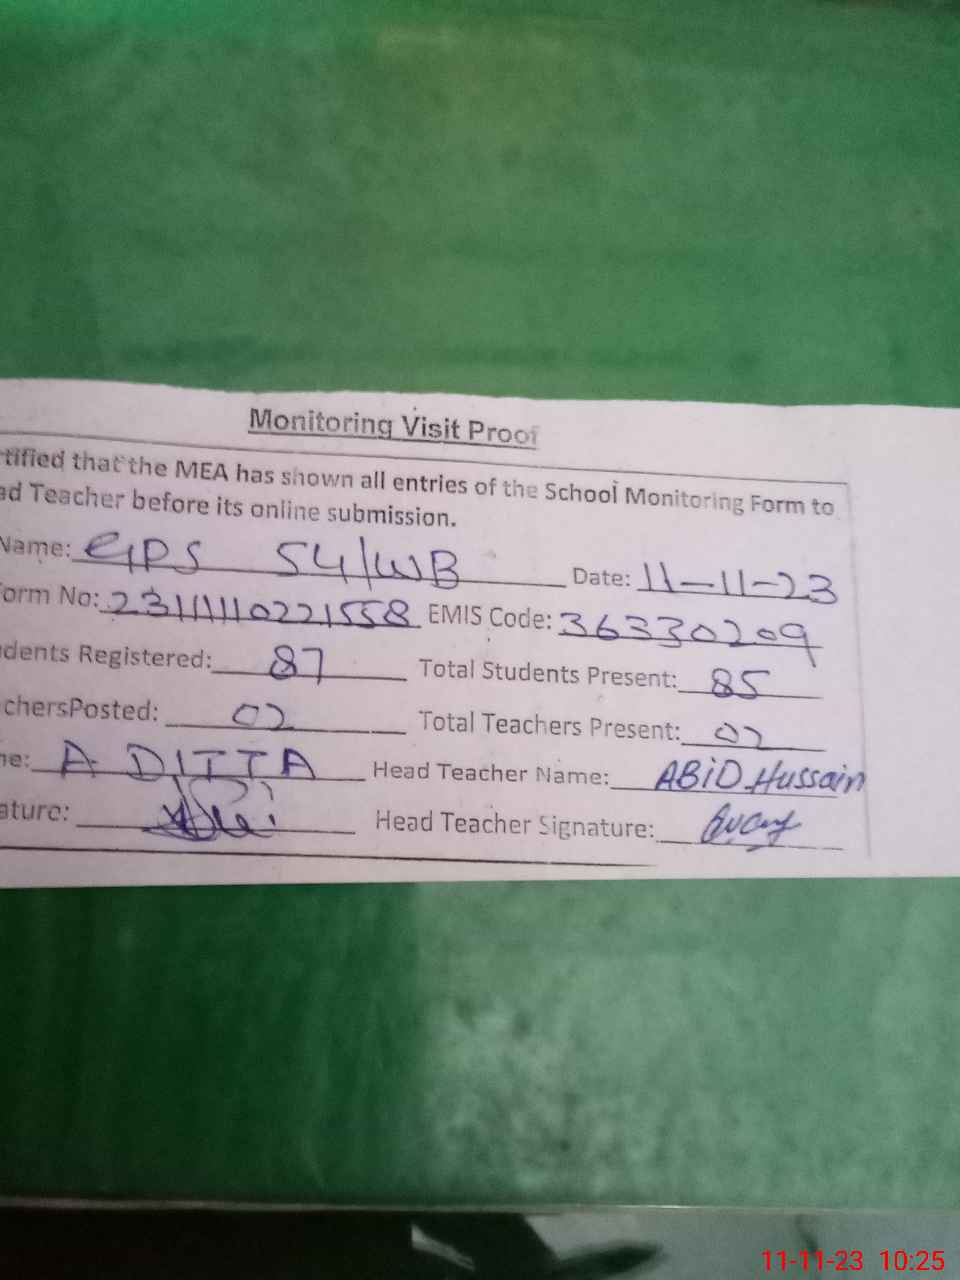 Monitoring Visit Proof
rtified that the MEA has shown all entries of the School Monitoring Form to
ad Teacher before its online submission.
Name: GPS 54/WB Date: 11-11-23
orm No: 23111110221558 EMIS Code: 36330209
dents Registered: 87 Total Students Present: 85
chersPosted: 02 Total Teachers Present: 02
ne: A DITTA Head Teacher Name: ABiD Hussain
ature: Head Teacher Signature:
11-11-23 10:25